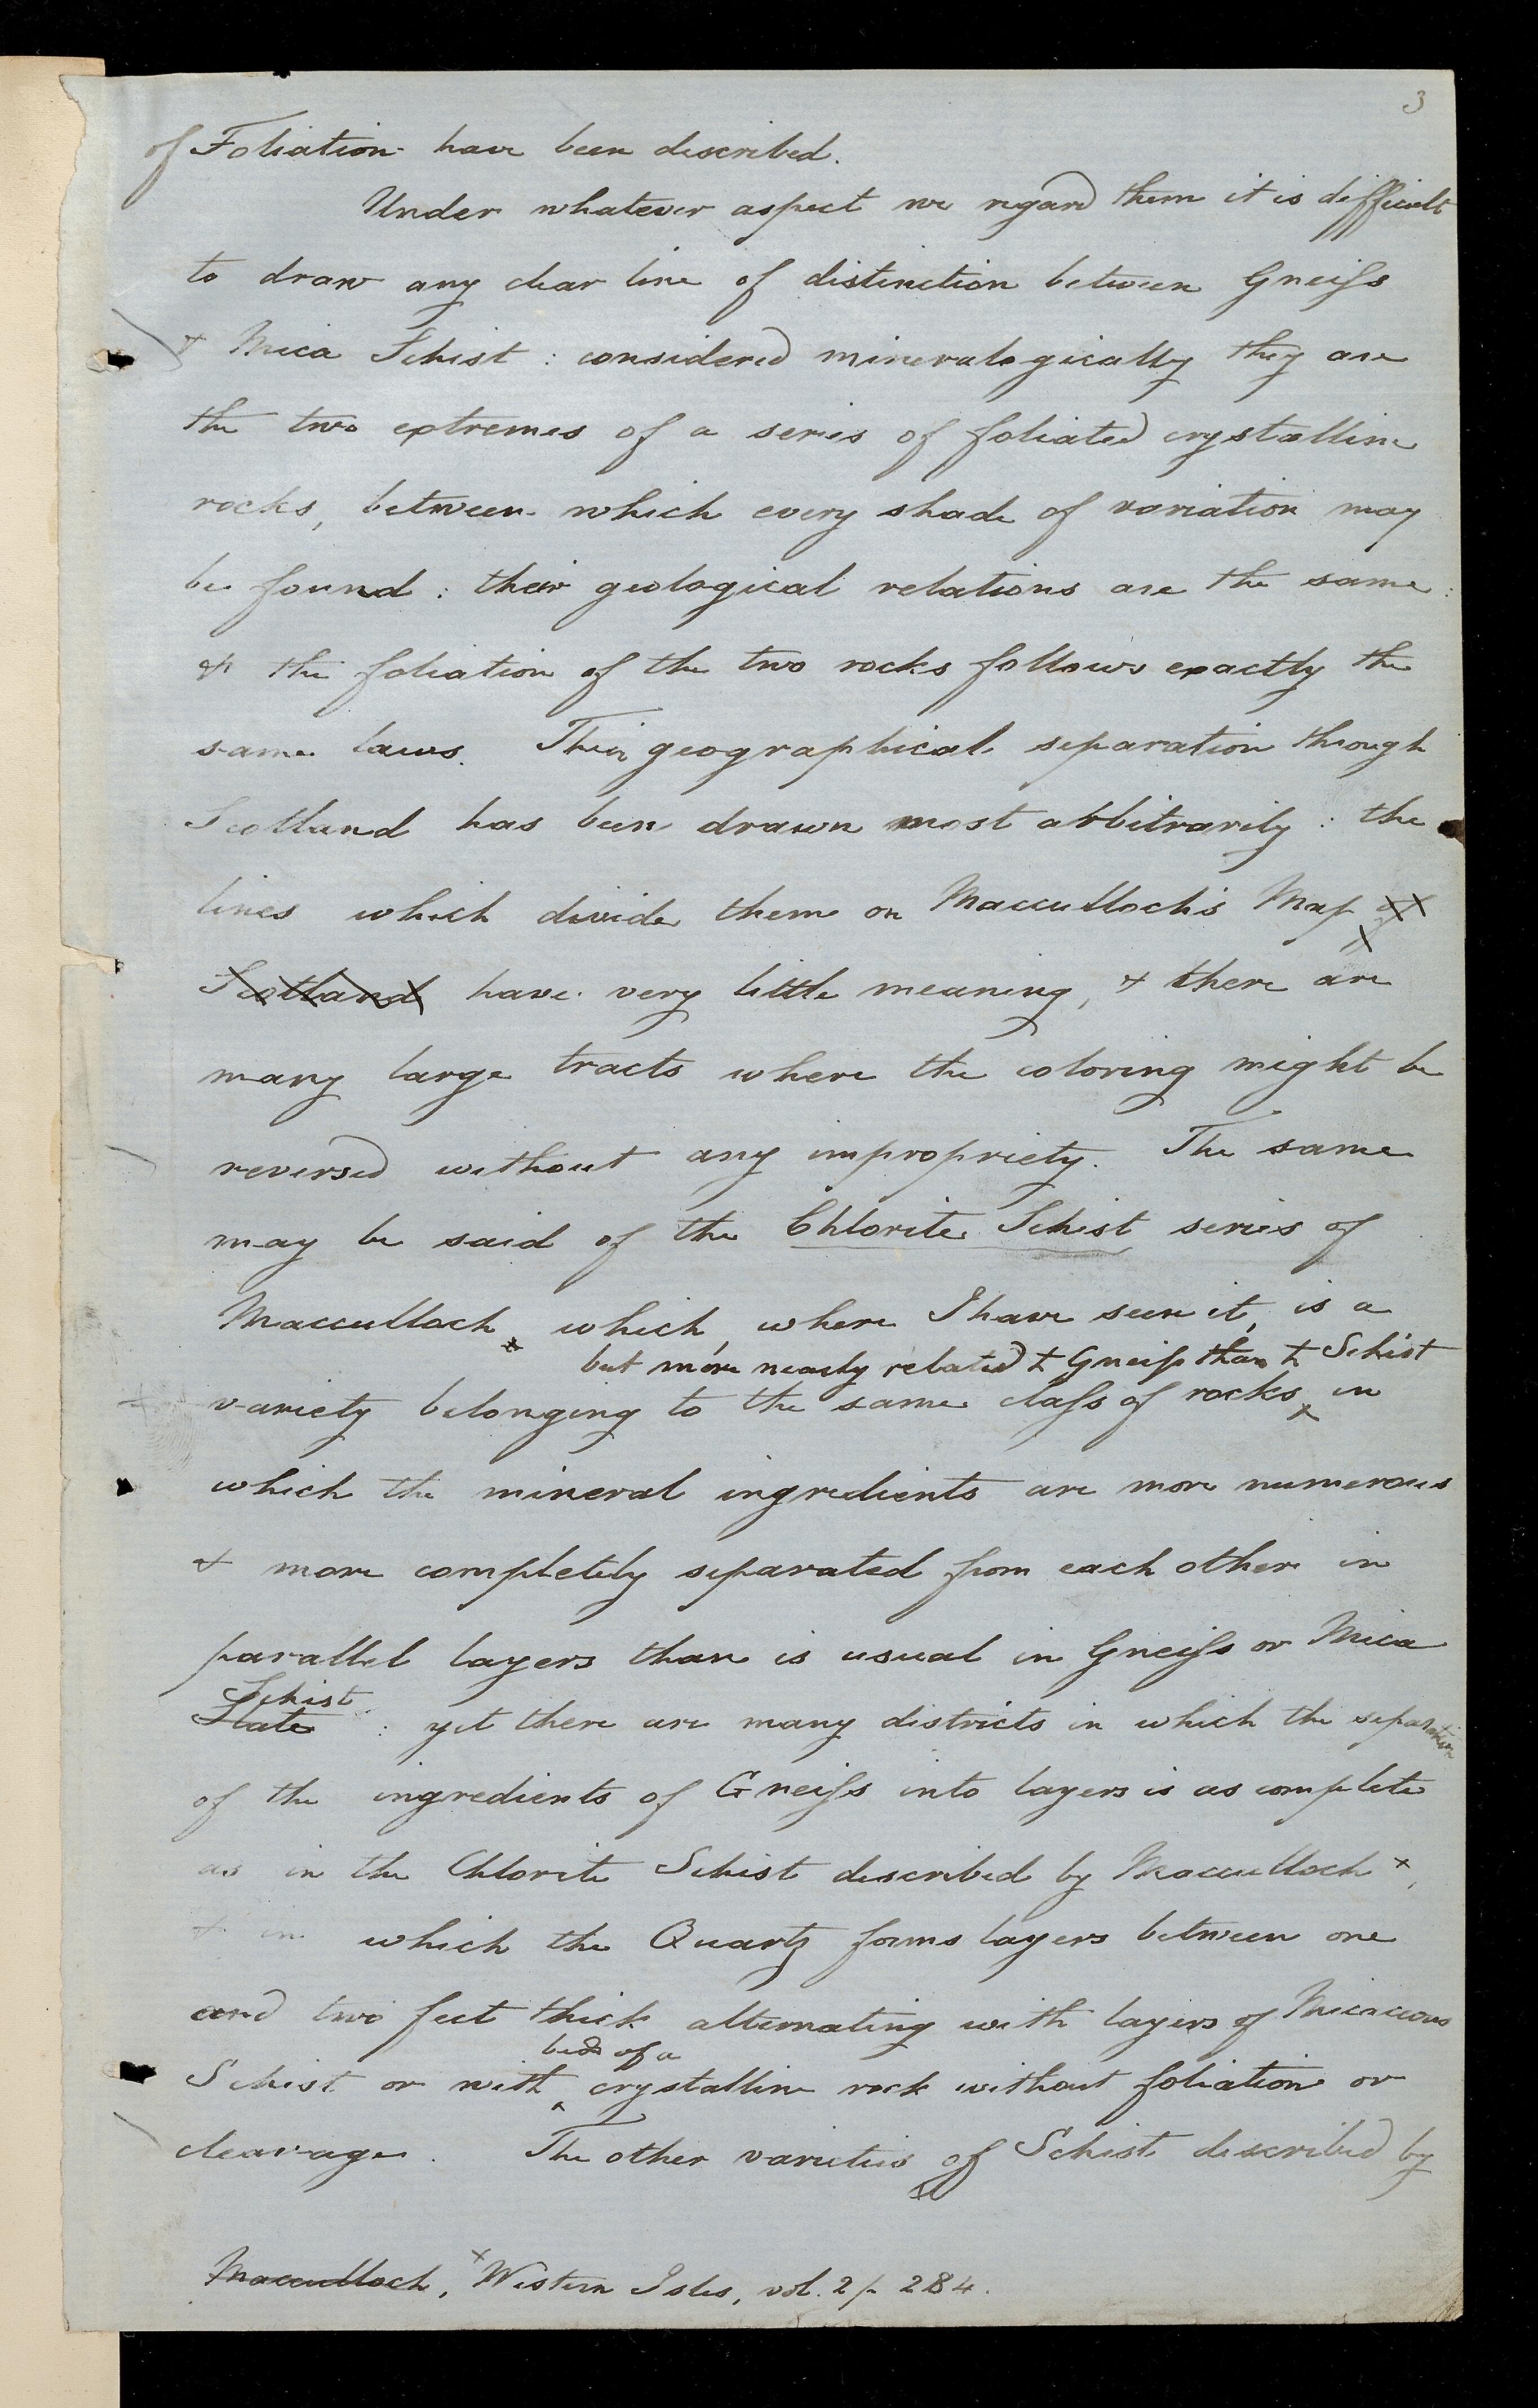 3
of Foliation have been described.
Under whatever aspect we regard them it is difficult
to draw any clear line of distinction between Gneiſs
& Mica Schist : considered mineralogically they are
the two extremes of a series of foliated crystalline
rocks, between which every shade of variation may
be found : their geological relations are the same :
& the foliation of the two rocks follows exactly the
same laws. Their geographical separation through
Scotland has been drawn most arbitrarily : the
lines which divide them on Macculloch's Map of
Scotland have very little meaning, & there are
many large tracts where the coloring might be
reversed without any impropriety. The same
may be said of the Chlorite Schist series of
Macculloch, which, where I have seen it, is a
but more nearly related to Gneiſs than to Schist
variety belonging to the same claſs of rocks, in
which the mineral ingredients are more numerous
& more completely separated from each other in
parallel layers than is usual in Gneiſs or Mica
Schist
Slate : yet there are many districts in which the separation
of the ingredients of Gneiſs into layers is as complete
as in the Chlorite Schist described by Macculloch ×,
& in which the Quartz forms layers between one
and two feet thick alternating with layers of Micaceous
beds of a
Schist or with ‸ crystalline rock without foliation or
cleavage. The other varieties of Schist described by
Macculloch, × Western Isles, vol. 2 p 284.